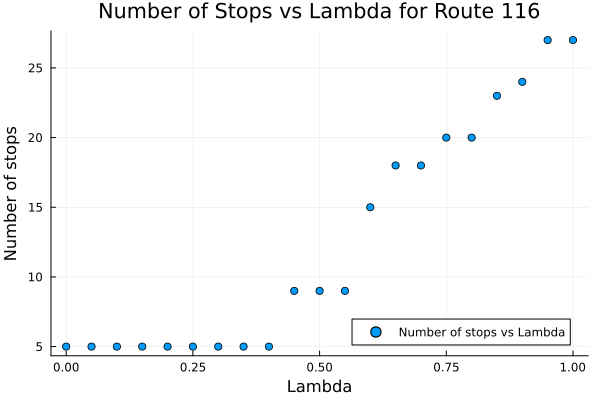 Number of Stops vs Lambda for Route 116
Number of stops
25
20
15
10
5
0.00 0.25 0.50 0.75 1.00
Lambda
Number of stops vs Lambda